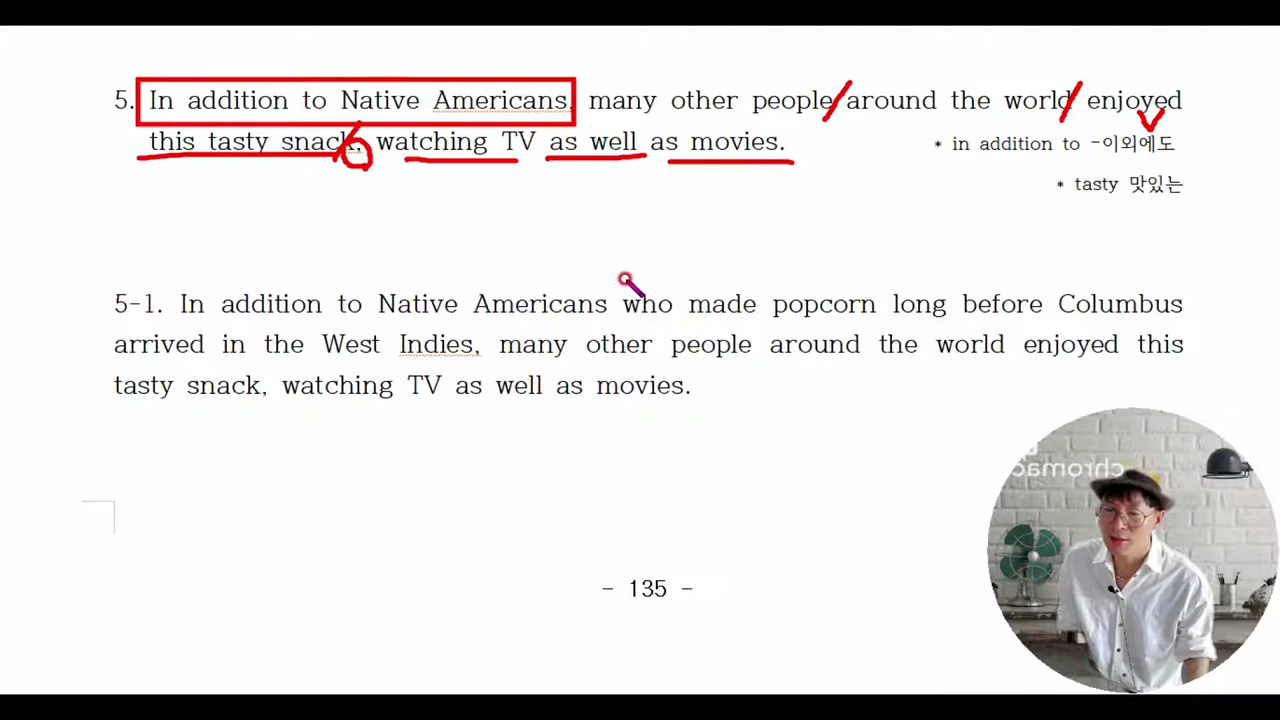 5. In addition to Native Americans, many other people around the world enjoyed
this tasty snack, watching TV as well as movies.
* in addition to -이외에도
* tasty 맛있는
5-1. In addition to Native Americans who made popcorn long before Columbus
arrived in the West Indies, many other people around the world enjoyed this
tasty snack, watching TV as well as movies.
- 135 -